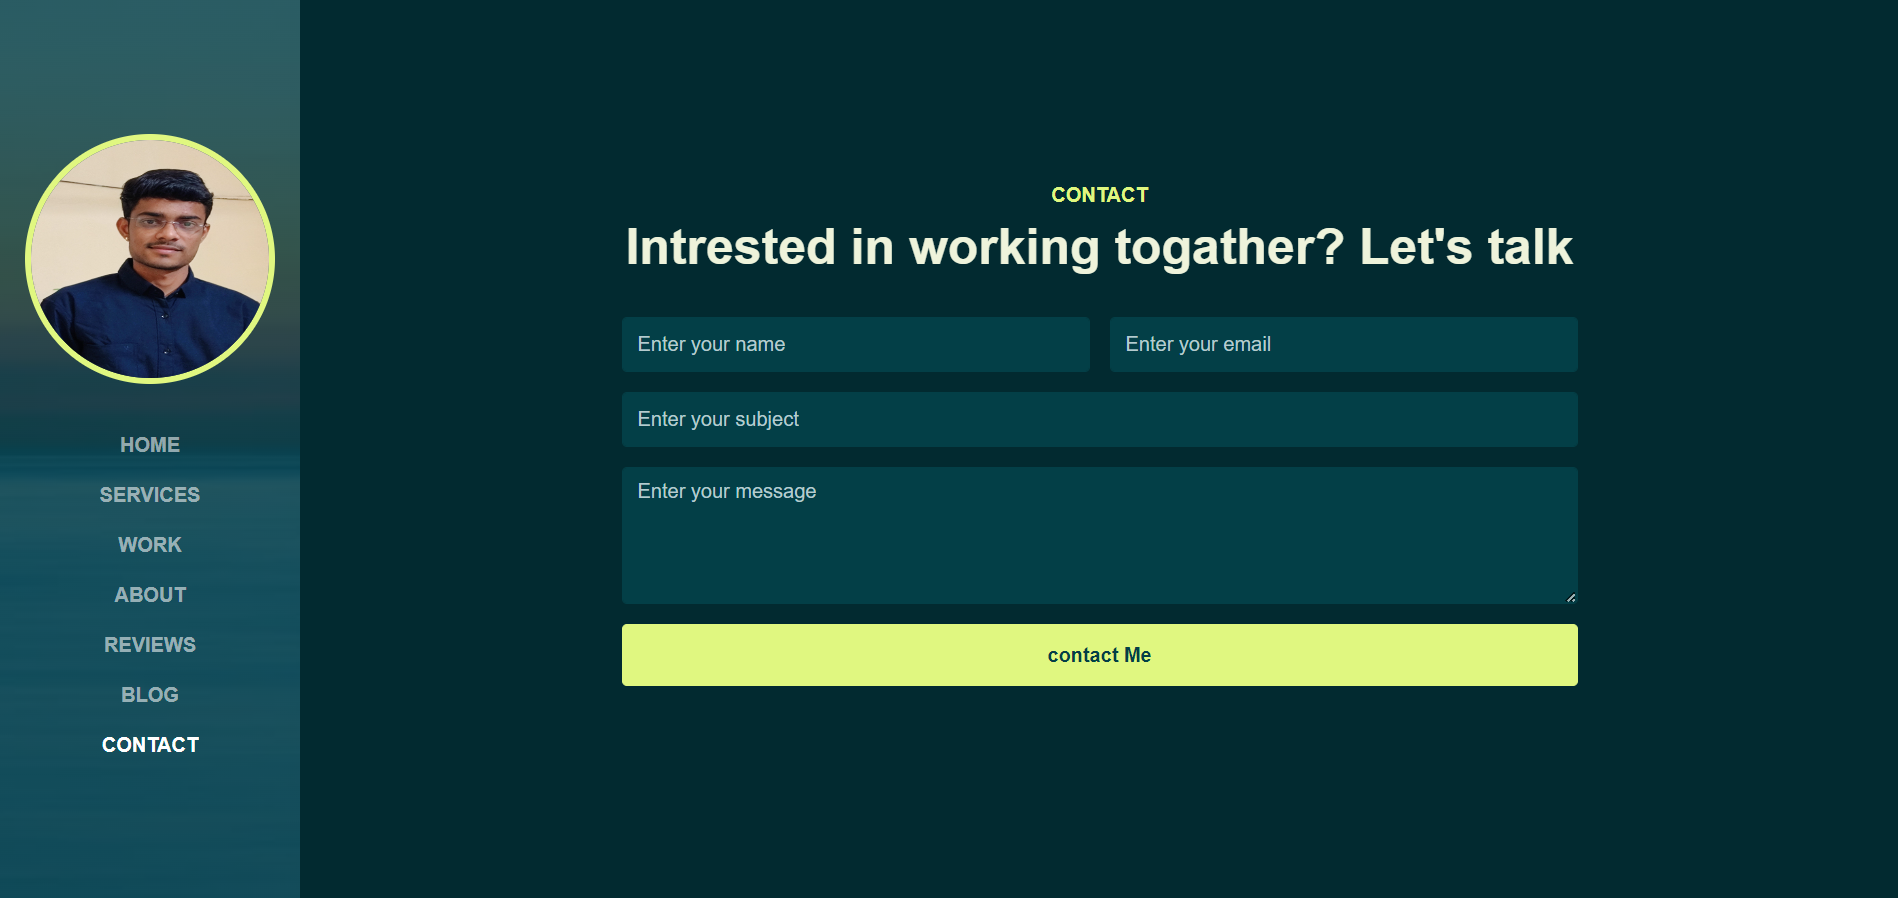 HOME
SERVICES
WORK
ABOUT
REVIEWS
BLOG
CONTACT
CONTACT
Intrested in working togather? Let's talk
Enter your name
Enter your email
Enter your subject
Enter your message
contact Me